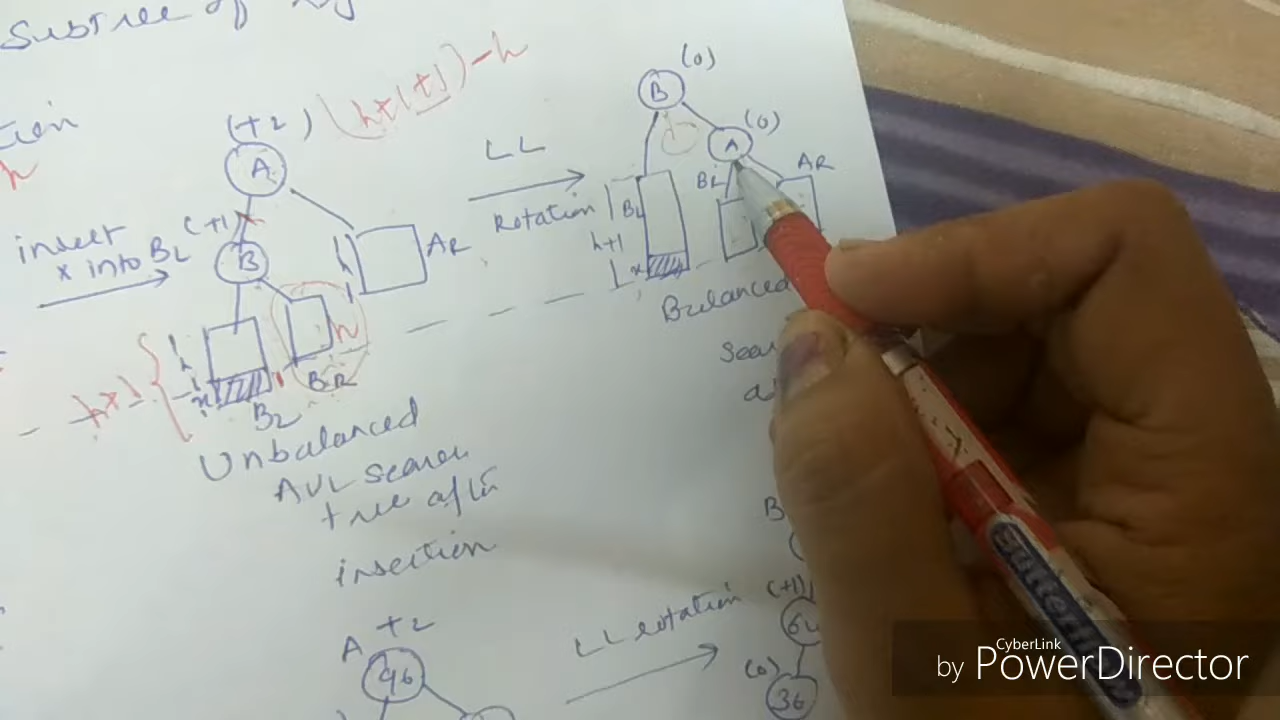 Subtree of
(0)
B
(0)
A
AR
BL
(+2)
(h+(+1))-h
A
LL
Rotation
insert
x into BL
(+1)
B
h
AR
BL
h+1
x
Balanced
h
h
h+1
x
BR
BL
Unbalanced
AVL search
tree after
insertion
A +2
96
LL rotation
(+1)
(0)
36
Butterflow
CyberLink
by PowerDirector